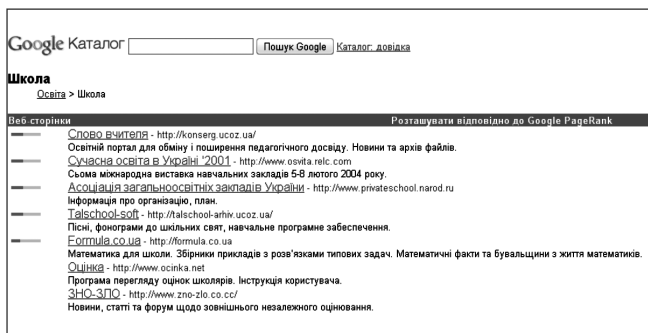 Google Каталог Пошук Google Каталог: довідка
Школа
Освіта > Школа
Веб-сторінки Розташувати відповідно до Google PageRank
Слово вчителя - http://konserg.ucoz.ua/
Освітній портал для обміну і поширення педагогічного досвіду. Новини та архів файлів.
Сучасна освіта в Україні '2001 - http://www.osvita.relc.com
Сьома міжнародна виставка навчальних закладів 5-8 лютого 2004 року.
Асоціація загальноосвітніх закладів України - http://www.privateschool.narod.ru
Інформація про організацію, план.
Talschool-soft - http://talschool-arhiv.ucoz.ua/
Пісні, фонограми до шкільних свят, навчальне програмне забеспечення.
Formula.co.ua - http://formula.co.ua
Математика для школи. Збірники прикладів з розв'язками типових задач. Математичні факти та бувальщини з життя математиків.
Оцінка - http://www.ocinka.net
Програма перегляду оцінок школярів. Інструкція користувача.
ЗНО-ЗЛО - http://www.zno-zlo.co.cc/
Новини, статті та форум щодо зовнішнього незалежного оцінювання.